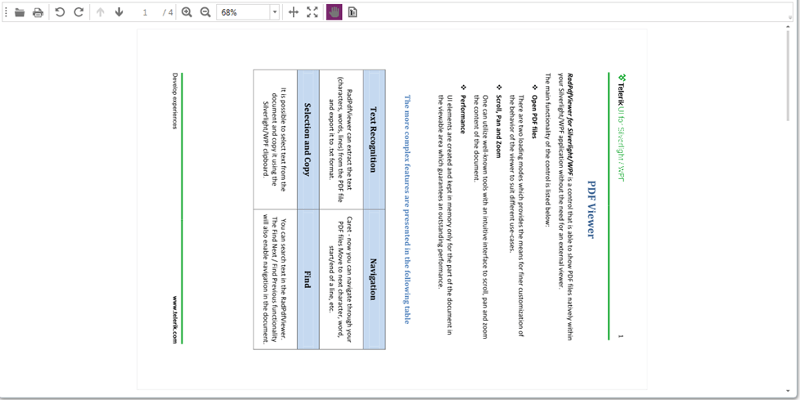 1 / 4
68%
Telerik UI for Silverlight / WPF
1
PDF Viewer
RadPdfViewer for Silverlight/WPF is a control that is able to show PDF files natively within
your Silverlight/WPF application without the need for an external viewer.
The main functionality of the control is listed below:
❖ Open PDF files
There are two loading modes which provides the means for finer customization of
the behavior of the viewer to suit different use-cases.
❖ Scroll, Pan and Zoom
One can utilize well-known tools with an intuitive interface to scroll, pan and zoom
the content of the document.
❖ Performance
UI elements are created and kept in memory only for the part of the document in
the viewable area which guarantees an outstanding performance.
The more complex features are presented in the following table
Text Recognition
Navigation
RadPdfViewer can extract the text
(characters, words, lines) from the PDF file
and export it to .txt format.
Caret - now you can navigate through your
PDF files Move to next character, word,
start/end of a line, etc.
Selection and Copy
Find
It is possible to select text from the
document and copy it using the
Silverlight/WPF clipboard.
You can search text in the RadPdfViewer.
The Find Next / Find Previous functionality
will also enable navigation in the document.
Develop experiences
www.telerik.com